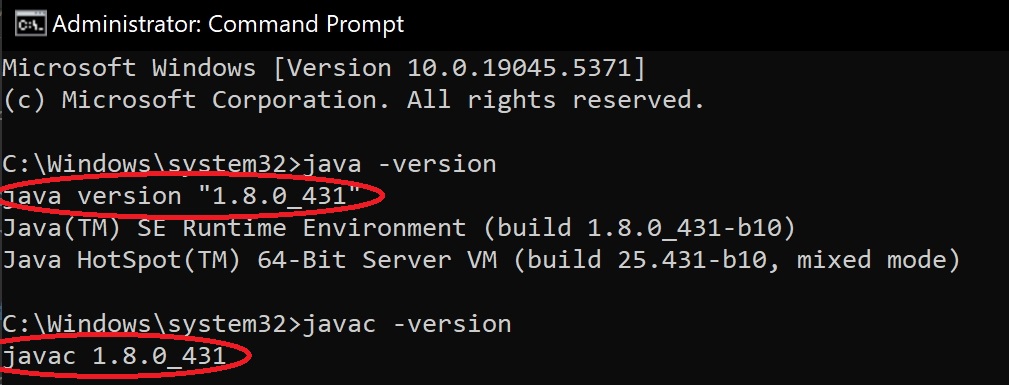 C:\. Administrator: Command Prompt
Microsoft Windows [Version 10.0.19045.5371]
(c) Microsoft Corporation. All rights reserved.
C:\Windows\system32>java -version
java version "1.8.0_431"
Java(TM) SE Runtime Environment (build 1.8.0_431-b10)
Java HotSpot(TM) 64-Bit Server VM (build 25.431-b10, mixed mode)
C:\Windows\system32>javac -version
javac 1.8.0_431